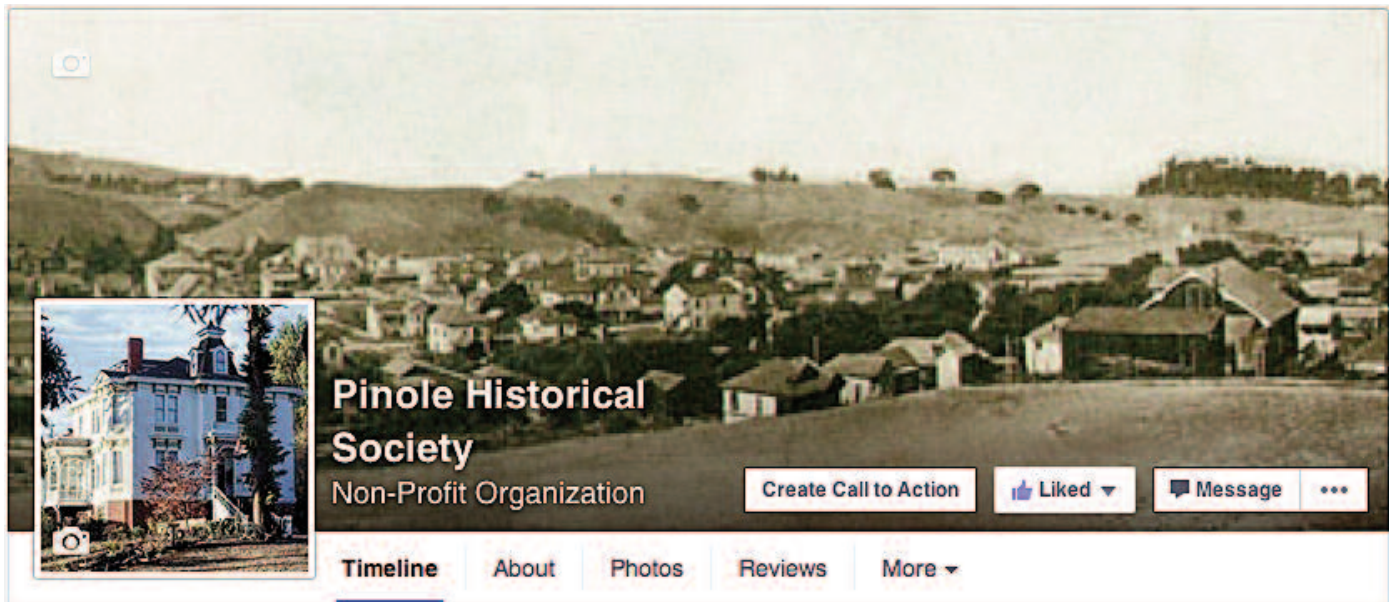 Pinole Historical
Society
Non-Profit Organization
Create Call to Action
Liked
Message
Timeline About Photos Reviews More